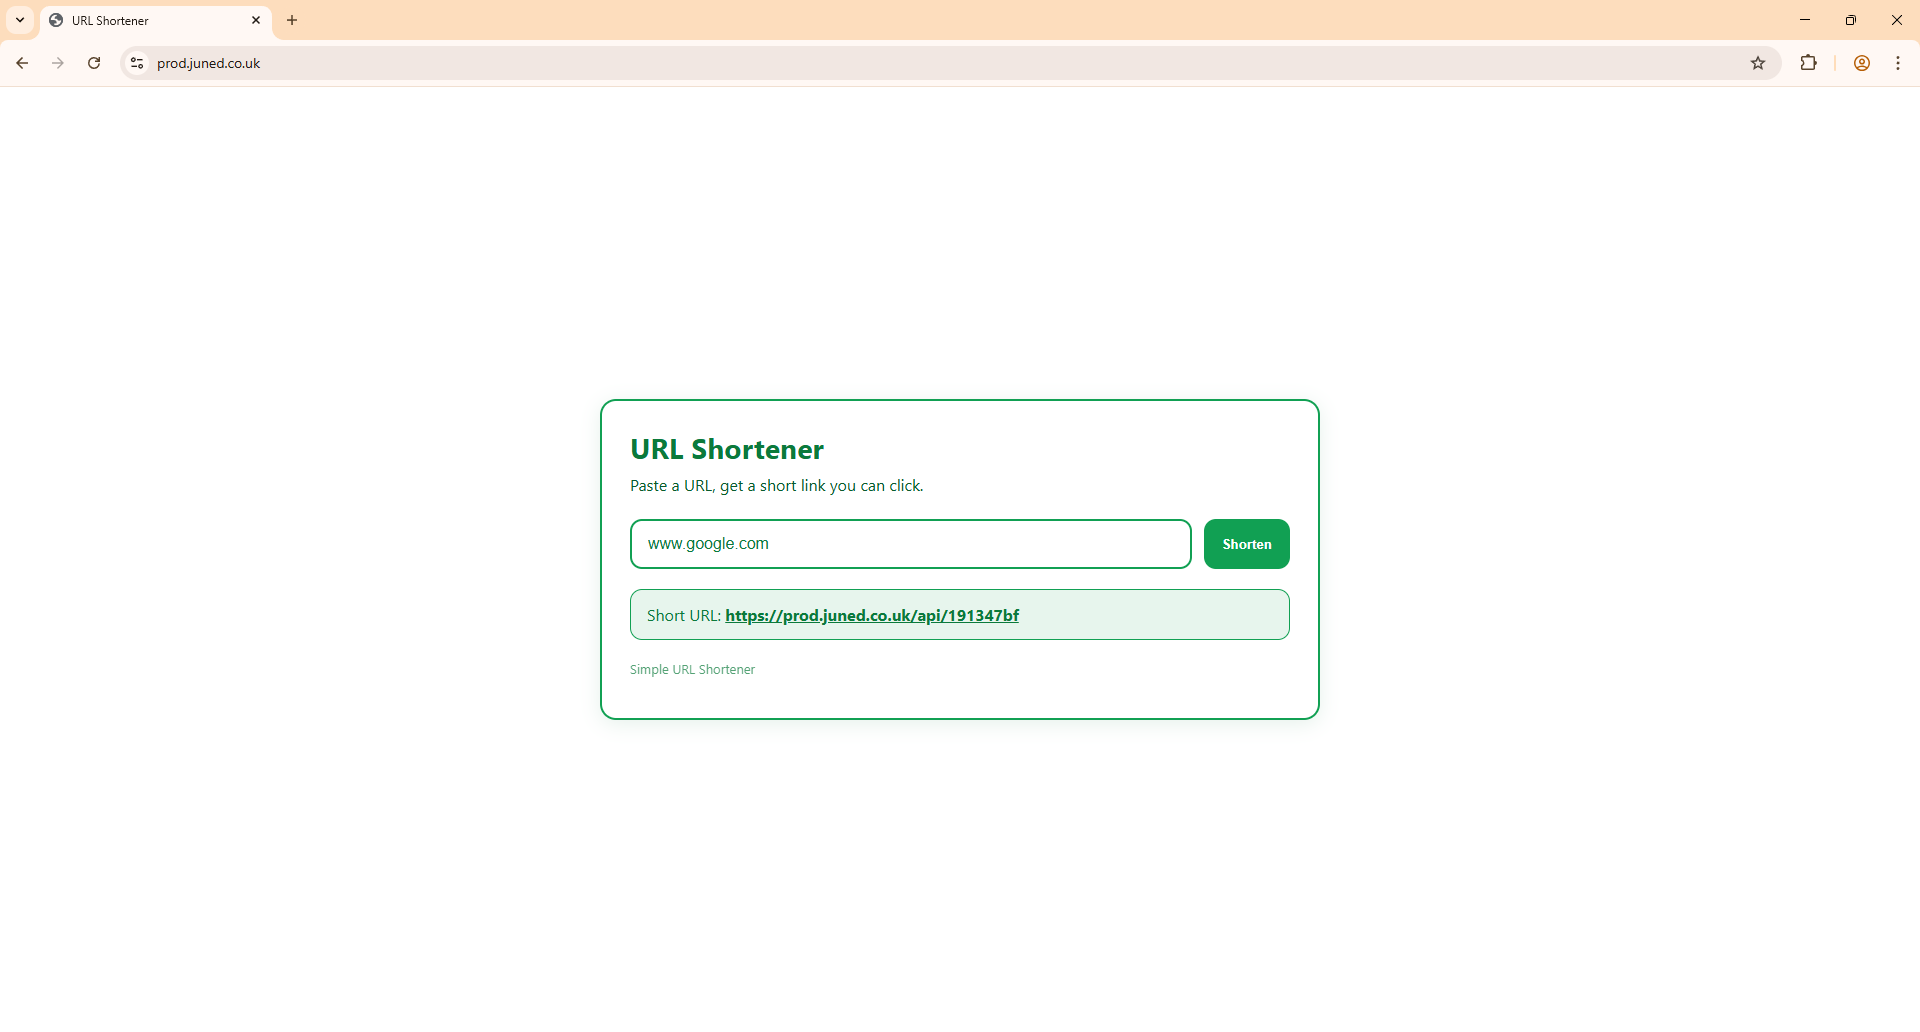 URL Shortener
prod.juned.co.uk
URL Shortener
Paste a URL, get a short link you can click.
www.google.com
Shorten
Short URL: https://prod.juned.co.uk/api/191347bf
Simple URL Shortener